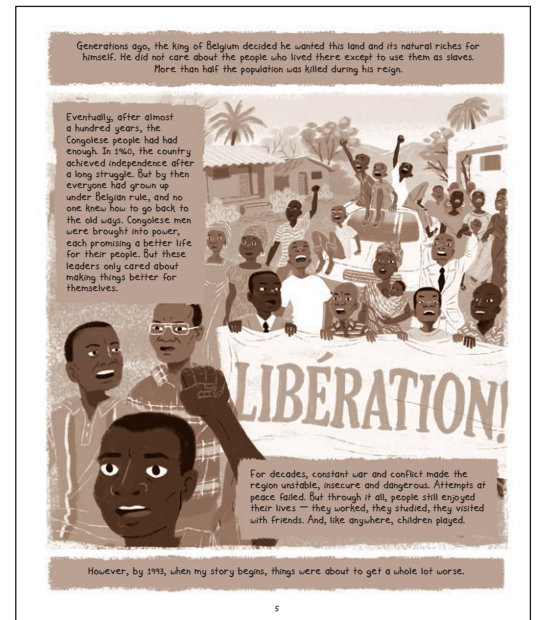 Generations ago, the king of Belgium decided he wanted this land and its natural riches for
himself. He did not care about the people who lived there except to use them as slaves.
More than half the population was killed during his reign.
Eventually, after almost
a hundred years, the
Congolese people had had
enough. In 1960, the country
achieved independence after
a long struggle. But by then
everyone had grown up
under Belgian rule, and no
one knew how to go back to
the old ways. Congolese men
were brought into power,
each promising a better life
for their people. But these
leaders only cared about
making things better for
themselves.
LIBÉRATION!
For decades, constant war and conflict made the
region unstable, insecure and dangerous. Attempts at
peace failed. But through it all, people still enjoyed
their lives — they worked, they studied, they visited
with friends. And, like anywhere, children played.
However, by 1993, when my story begins, things were about to get a whole lot worse.
5